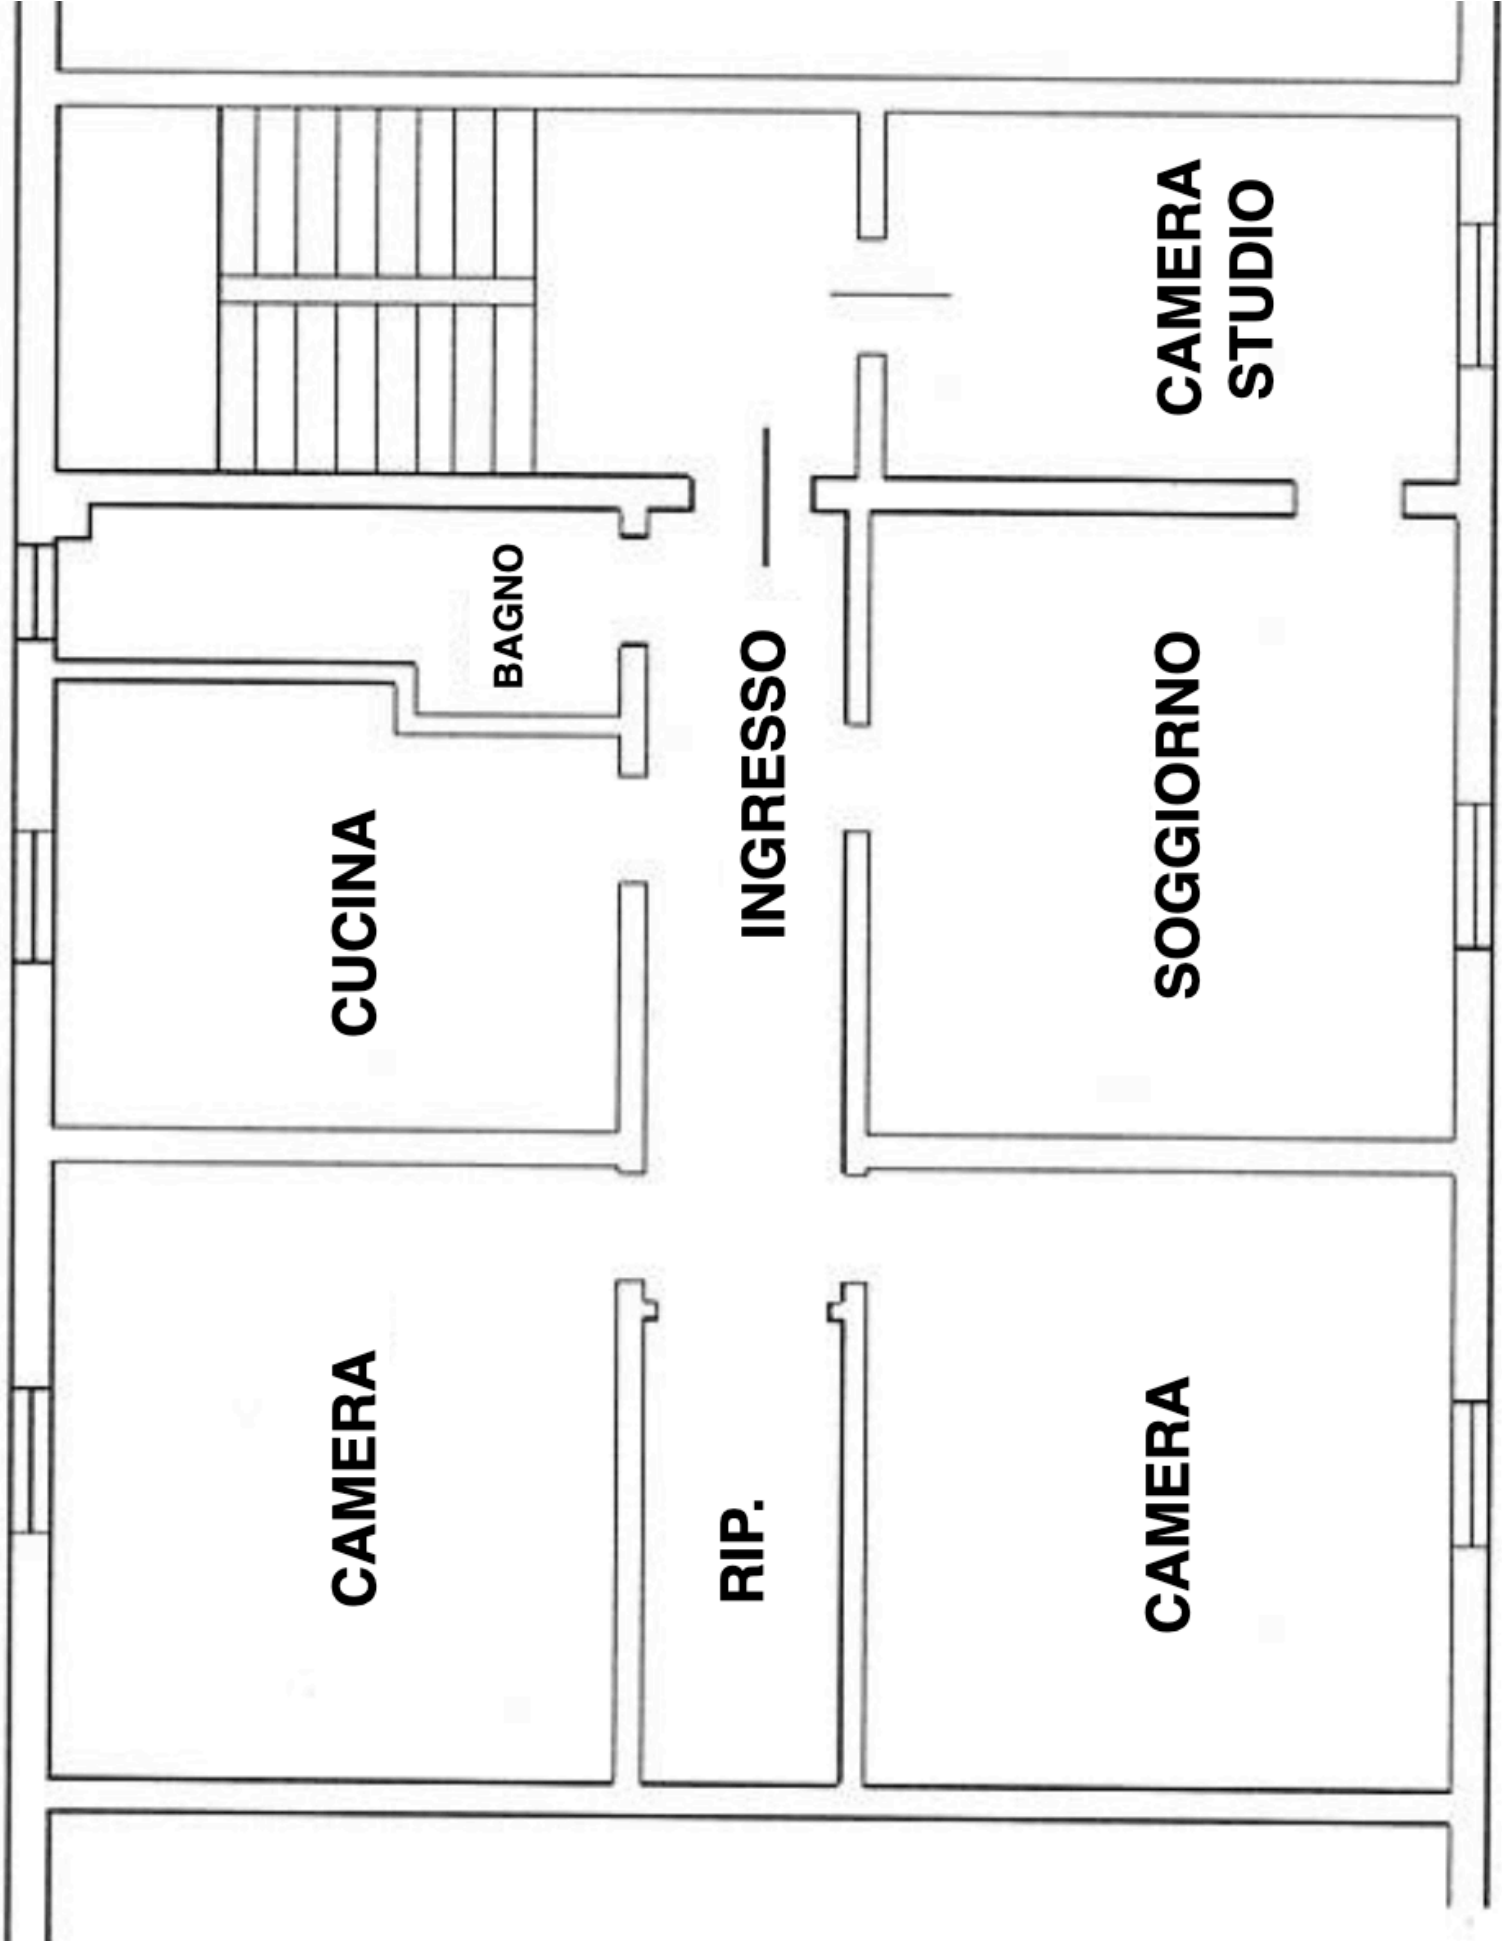 CAMERA
STUDIO
BAGNO
INGRESSO
SOGGIORNO
CUCINA
CAMERA
RIP.
CAMERA